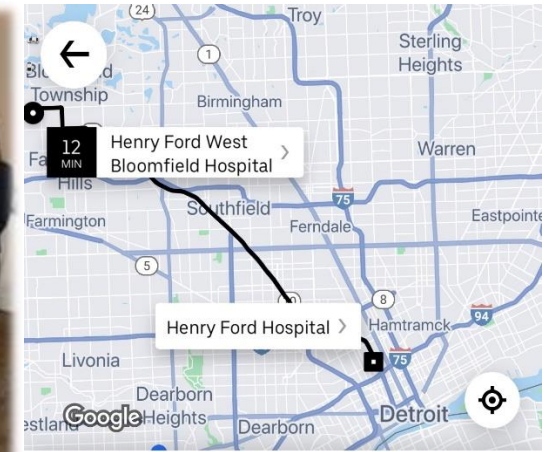 24
Troy
1
Sterling
Heights
Township
Birmingham
12
MIN
Henry Ford West
Bloomfield Hospital
Warren
Hills
Southfield
75
Farmington
Ferndale
Eastpointe
5
8
94
Henry Ford Hospital
Hamtramck
75
Livonia
Dearborn
Heights
Google
Dearborn
Detroit